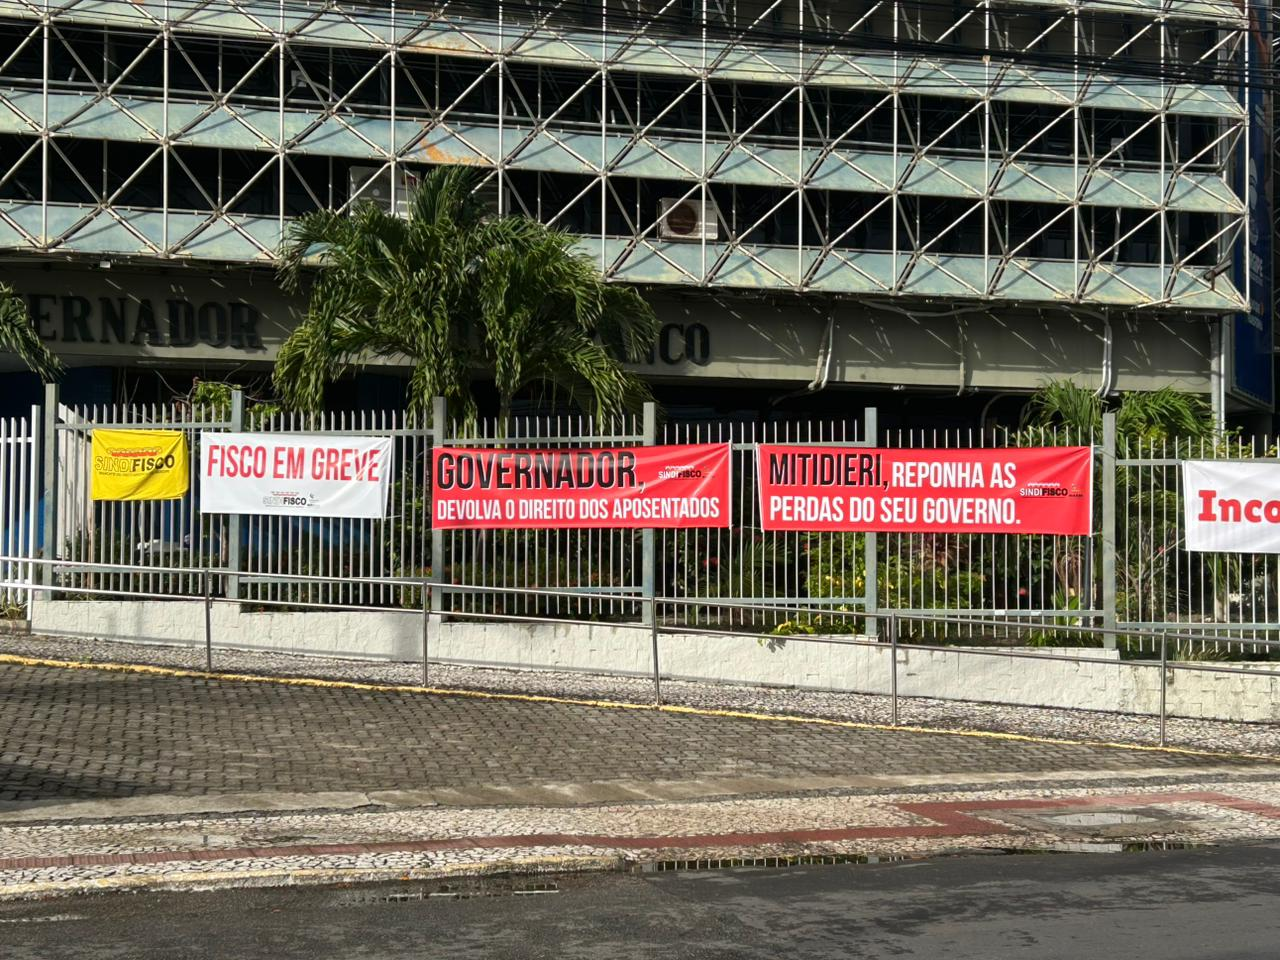 ERNADOR
ANCO
SINDIFISCO
FISCO EM GREVE
SINDIFISCO
GOVERNADOR,
SINDIFISCO
DEVOLVA O DIREITO DOS APOSENTADOS
MITIDIERI, REPONHA AS
SINDIFISCO
PERDAS DO SEU GOVERNO.
Inco